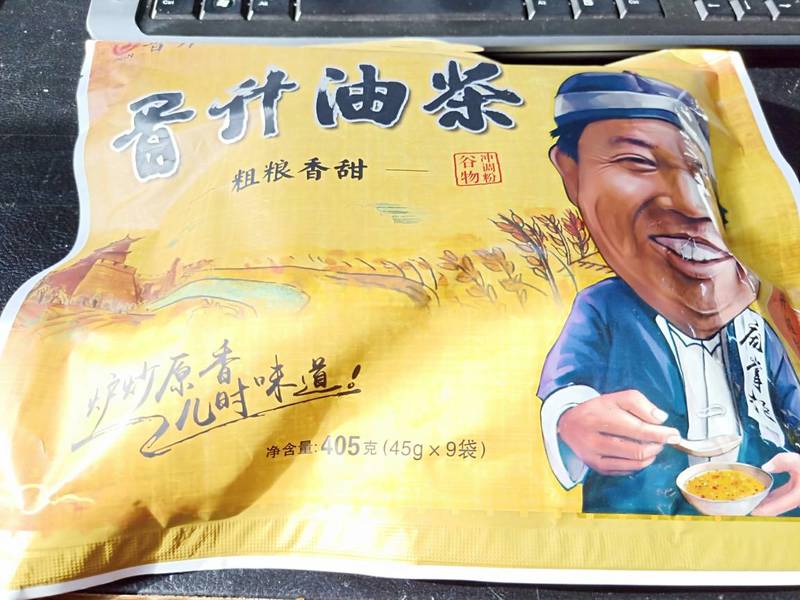 晋升油茶
粗粮香甜
谷物
冲调粉
炉炒原香
儿时味道！
净含量:405克(45g×9袋)